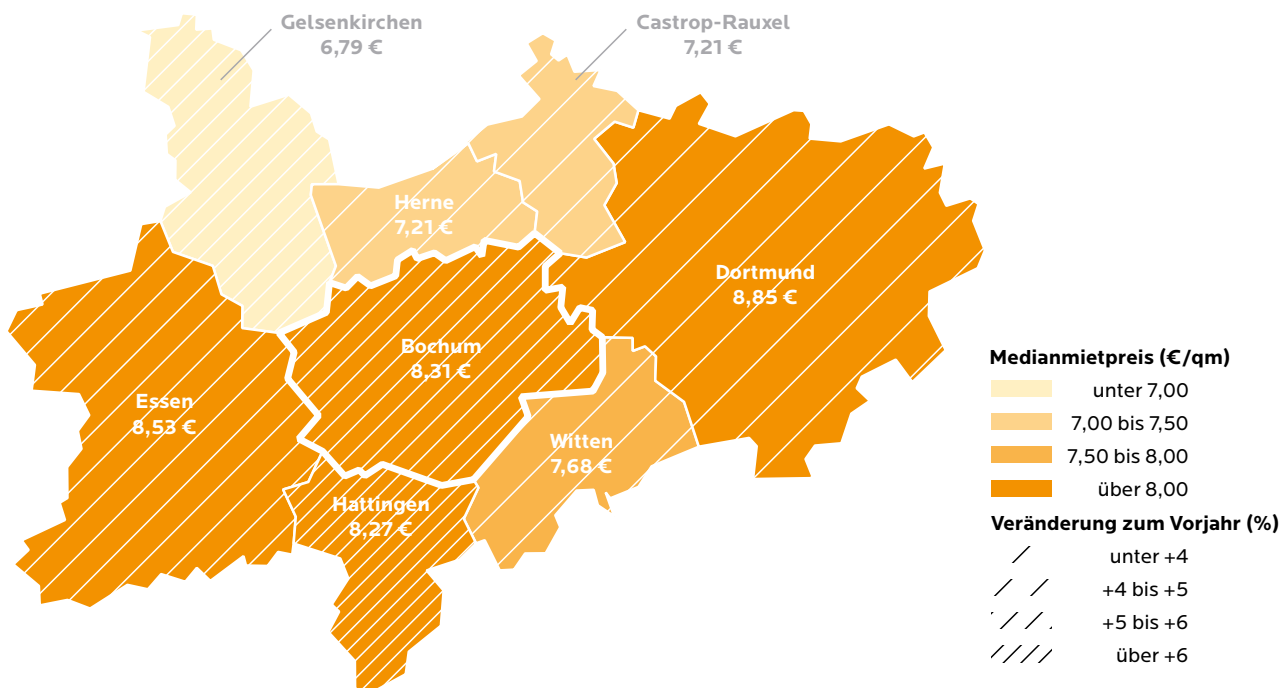 Gelsenkirchen
6,79 €
Castrop-Rauxel
7,21 €
Herne
7,21 €
Dortmund
8,85 €
Bochum
8,31 €
Essen
8,53 €
Witten
7,68 €
Hattingen
8,27 €
Medianmietpreis (€/qm)
unter 7,00
7,00 bis 7,50
7,50 bis 8,00
über 8,00
Veränderung zum Vorjahr (%)
unter +4
+4 bis +5
+5 bis +6
über +6